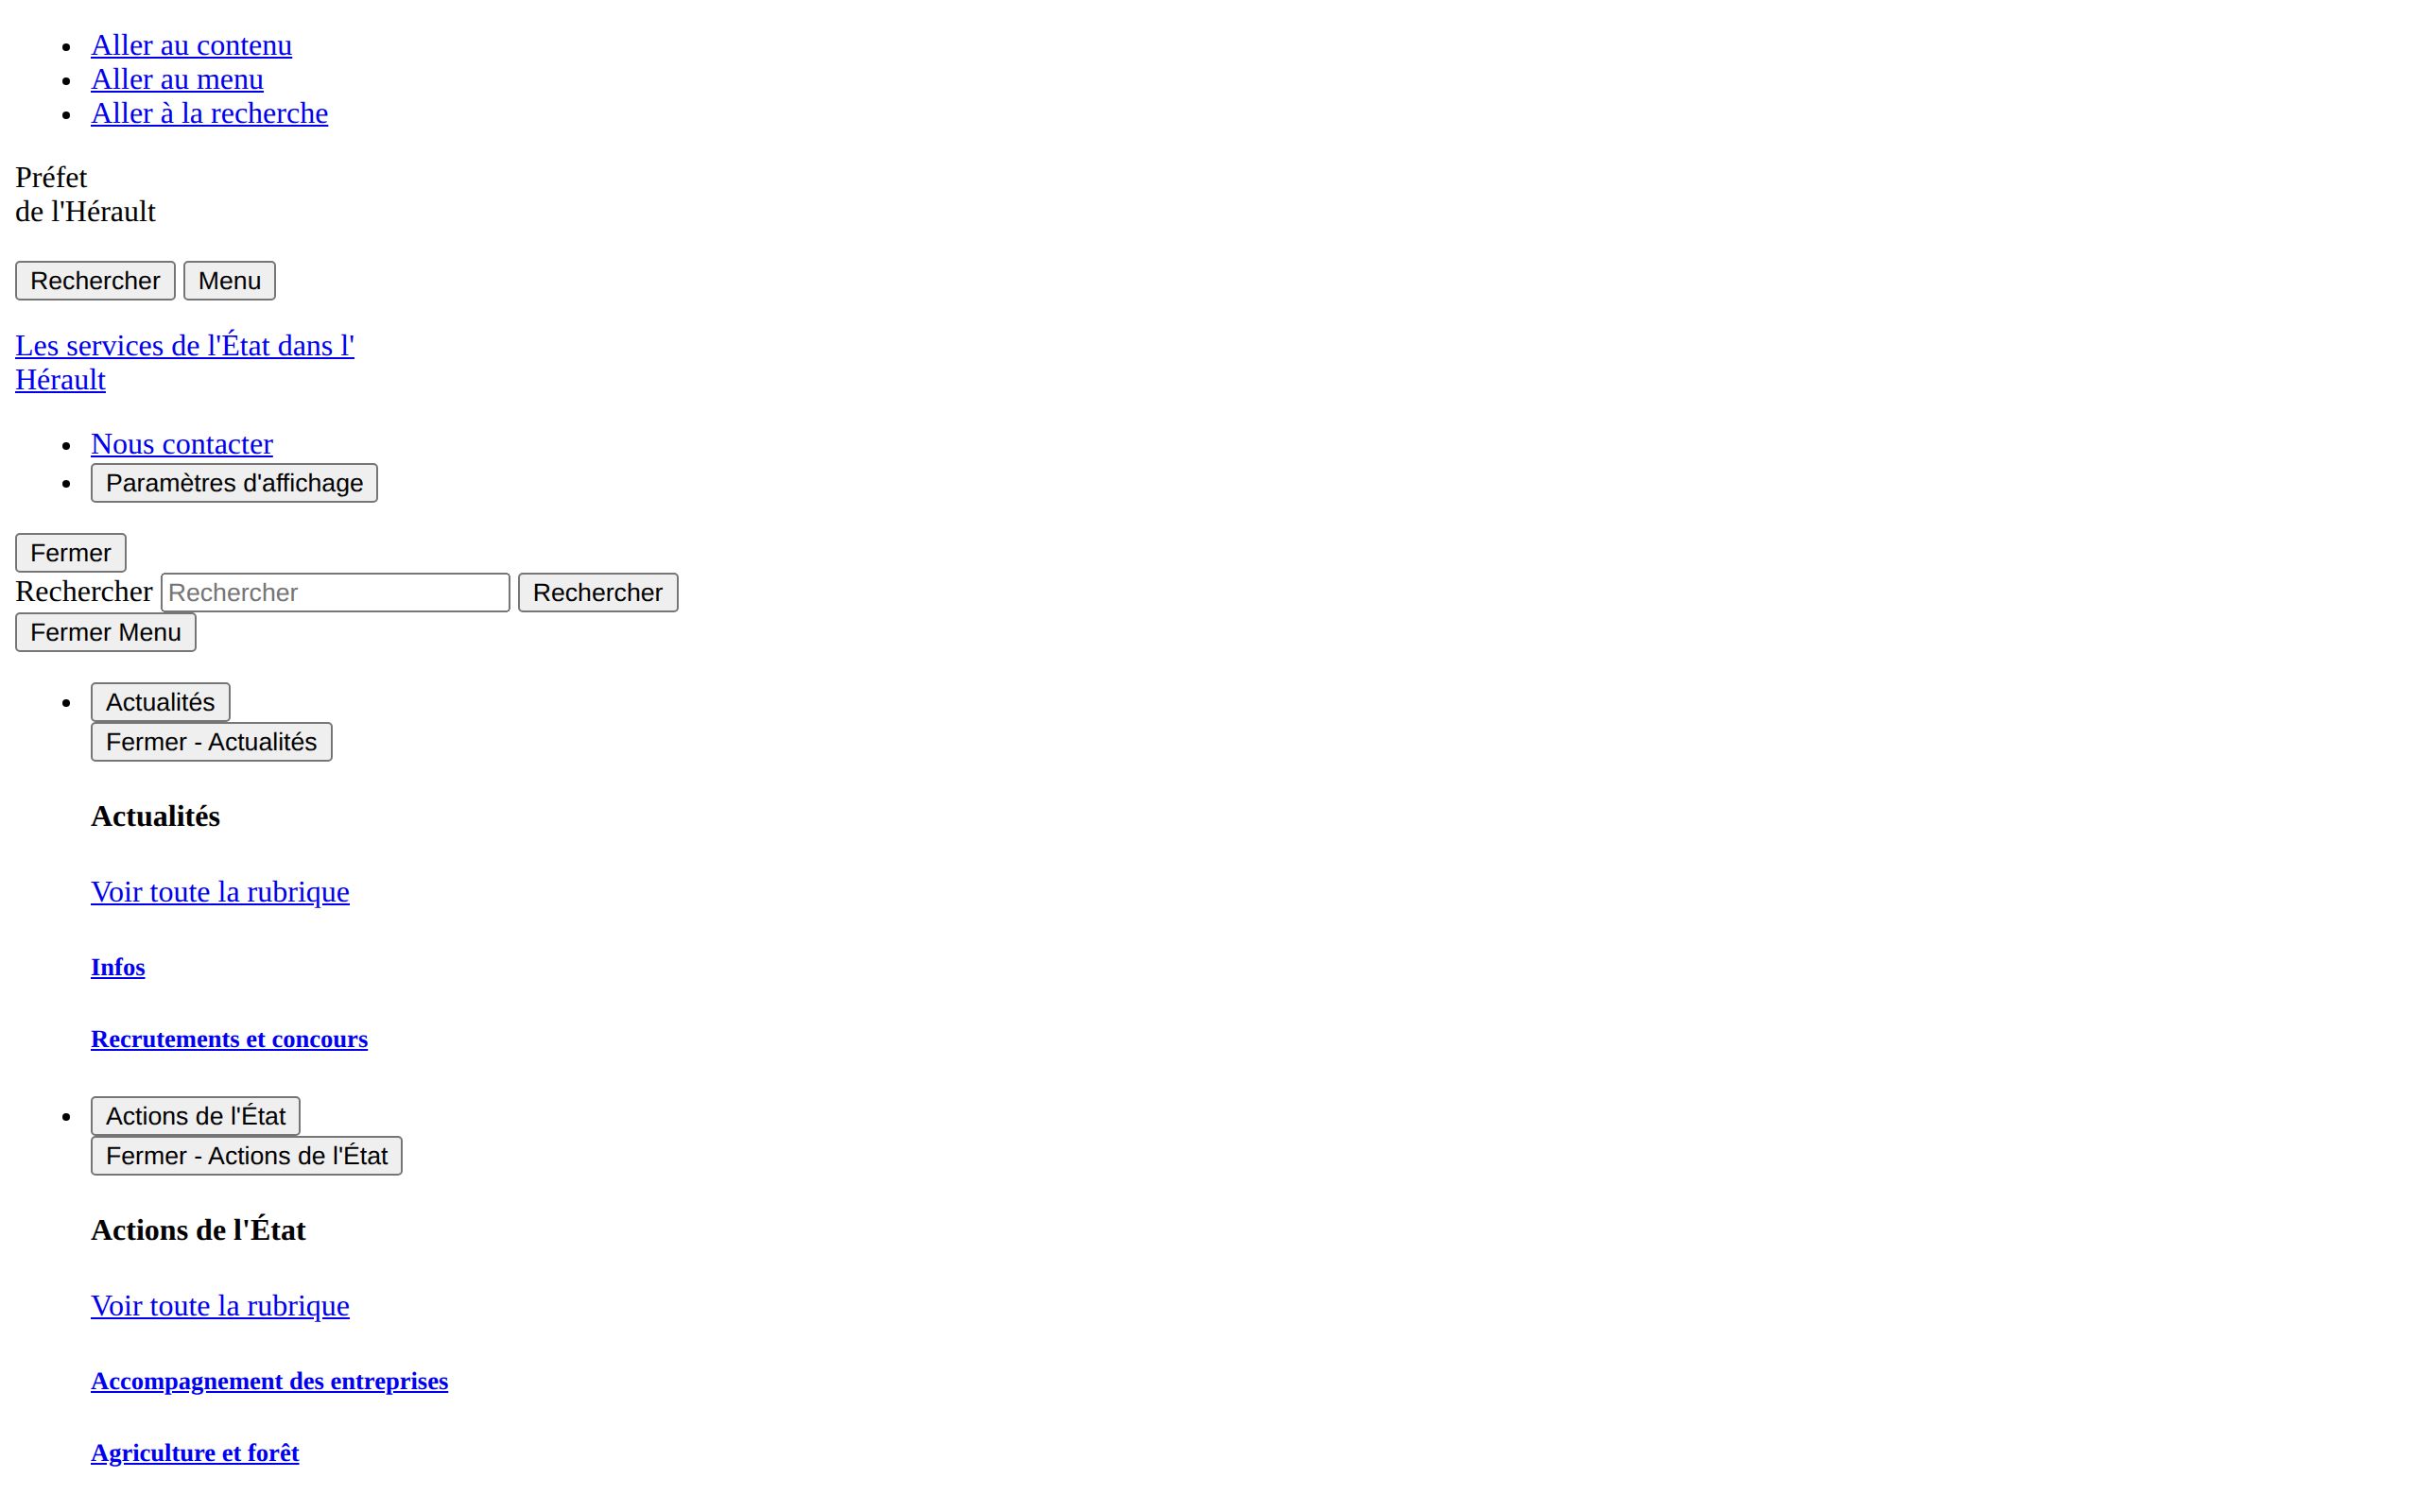 Aller au contenu
Aller au menu
Aller à la recherche
Préfet
de l'Hérault
Rechercher Menu
Les services de l'État dans l'
Hérault
Nous contacter
Paramètres d'affichage
Fermer
Rechercher Rechercher Rechercher
Fermer Menu
Actualités
Fermer - Actualités
Actualités
Voir toute la rubrique
Infos
Recrutements et concours
Actions de l'État
Fermer - Actions de l'État
Actions de l'État
Voir toute la rubrique
Accompagnement des entreprises
Agriculture et forêt